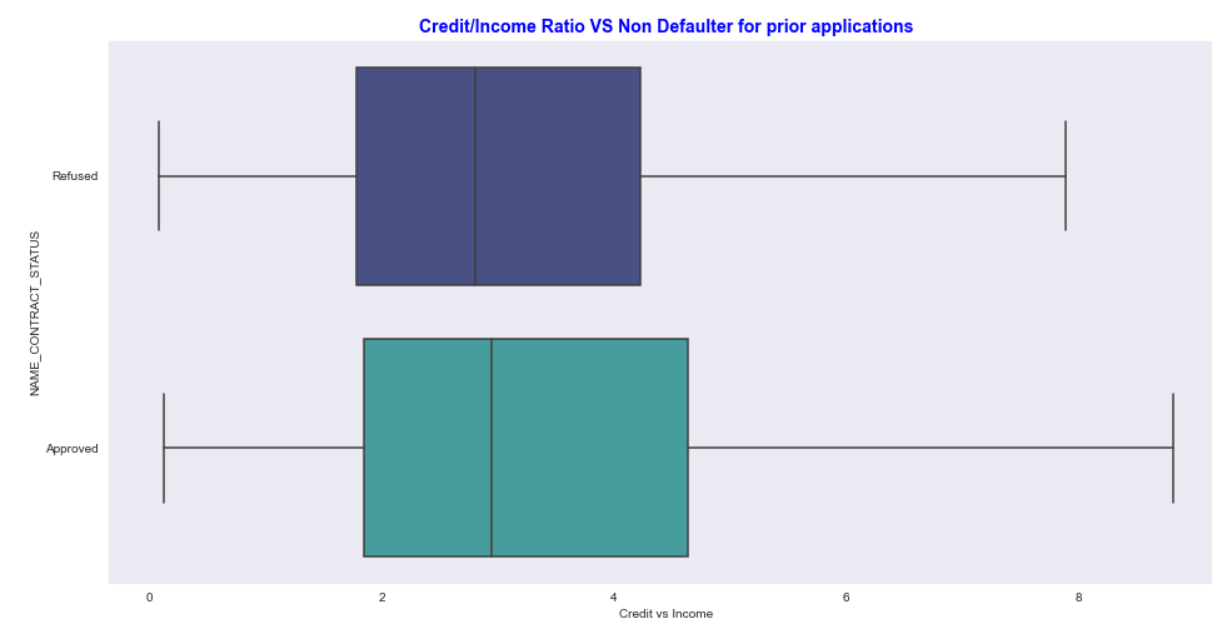 Credit/Income Ratio VS Non Defaulter for prior applications
NAME_CONTRACT_STATUS
Refused
Approved
0 2 4 6 8
Credit vs Income